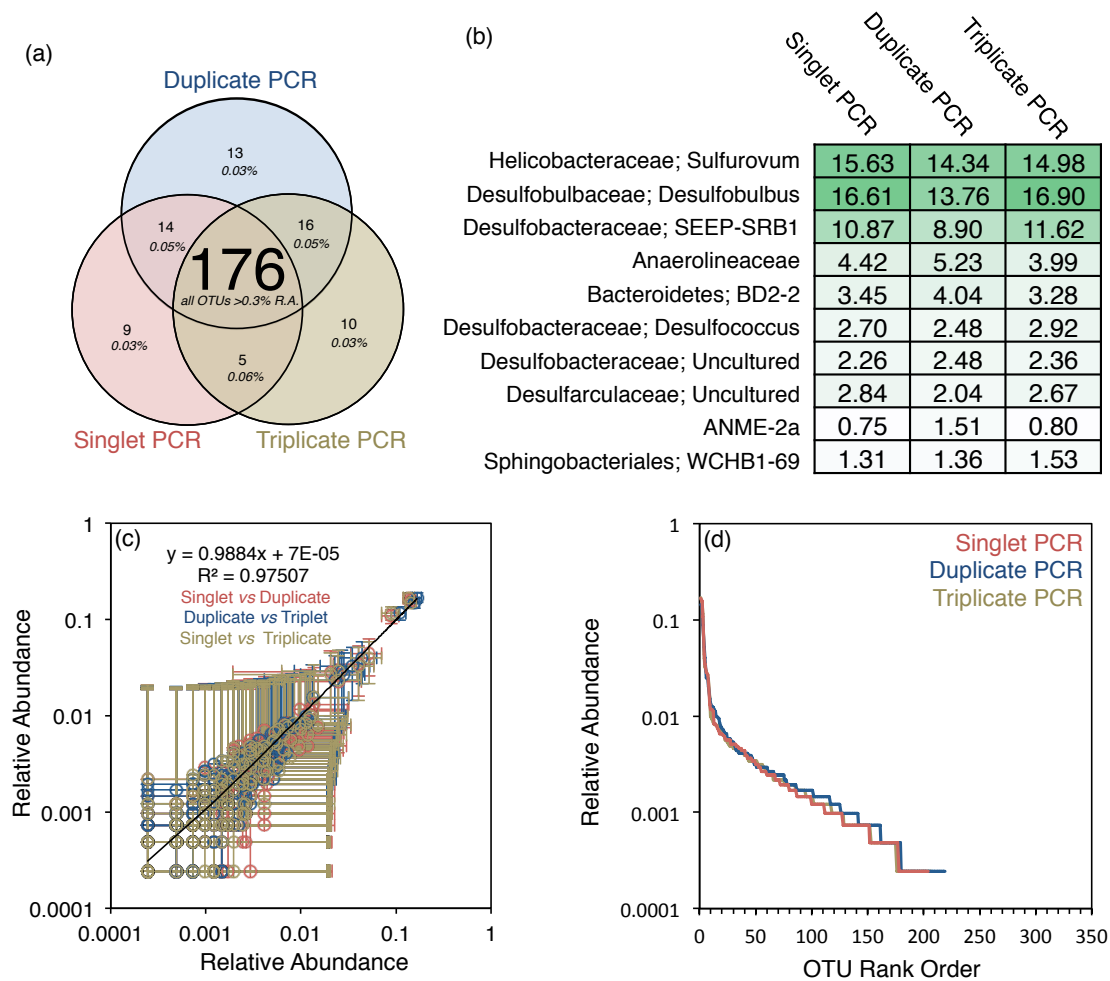 (a)
Duplicate PCR
13
0.03%
14
0.05%
16
0.05%
176
all OTUs >0.3% R.A.
9
0.03%
10
0.03%
5
0.06%
Singlet PCR
Triplicate PCR
(b)
Singlet PCR
Duplicate PCR
Triplicate PCR
Helicobacteraceae; Sulfurovum 15.63 14.34 14.98
Desulfobulbaceae; Desulfobulbus 16.61 13.76 16.90
Desulfobacteraceae; SEEP-SRB1 10.87 8.90 11.62
Anaerolineaceae 4.42 5.23 3.99
Bacteroidetes; BD2-2 3.45 4.04 3.28
Desulfobacteraceae; Desulfococcus 2.70 2.48 2.92
Desulfobacteraceae; Uncultured 2.26 2.48 2.36
Desulfarculaceae; Uncultured 2.84 2.04 2.67
ANME-2a 0.75 1.51 0.80
Sphingobacteriales; WCHB1-69 1.31 1.36 1.53
(c)
y = 0.9884x + 7E-05
R² = 0.97507
Singlet vs Duplicate
Duplicate vs Triplet
Singlet vs Triplicate
1
0.1
0.01
0.001
0.0001
Relative Abundance
0.0001 0.001 0.01 0.1 1
Relative Abundance
(d)
Singlet PCR
Duplicate PCR
Triplicate PCR
1
0.1
0.01
0.001
0.0001
Relative Abundance
0 50 100 150 200 250 300 350
OTU Rank Order